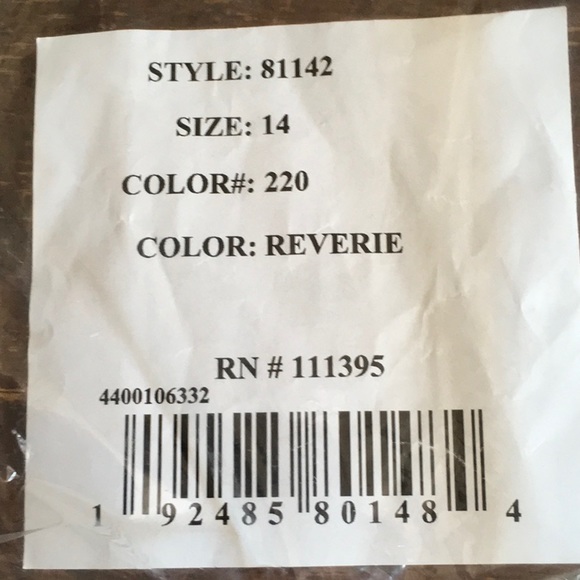 STYLE: 81142
SIZE: 14
COLOR#: 220
COLOR: REVERIE
RN # 111395
4400106332
1 92485 80148 4